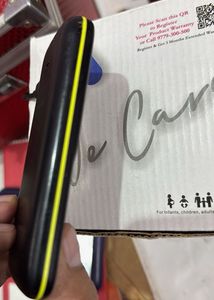 Please Scan this QR
to Register
Your Product Warranty
or Call 9779-300-300
Register & Get 3 Months Extended Warranty
We Care
For infants, children, adults